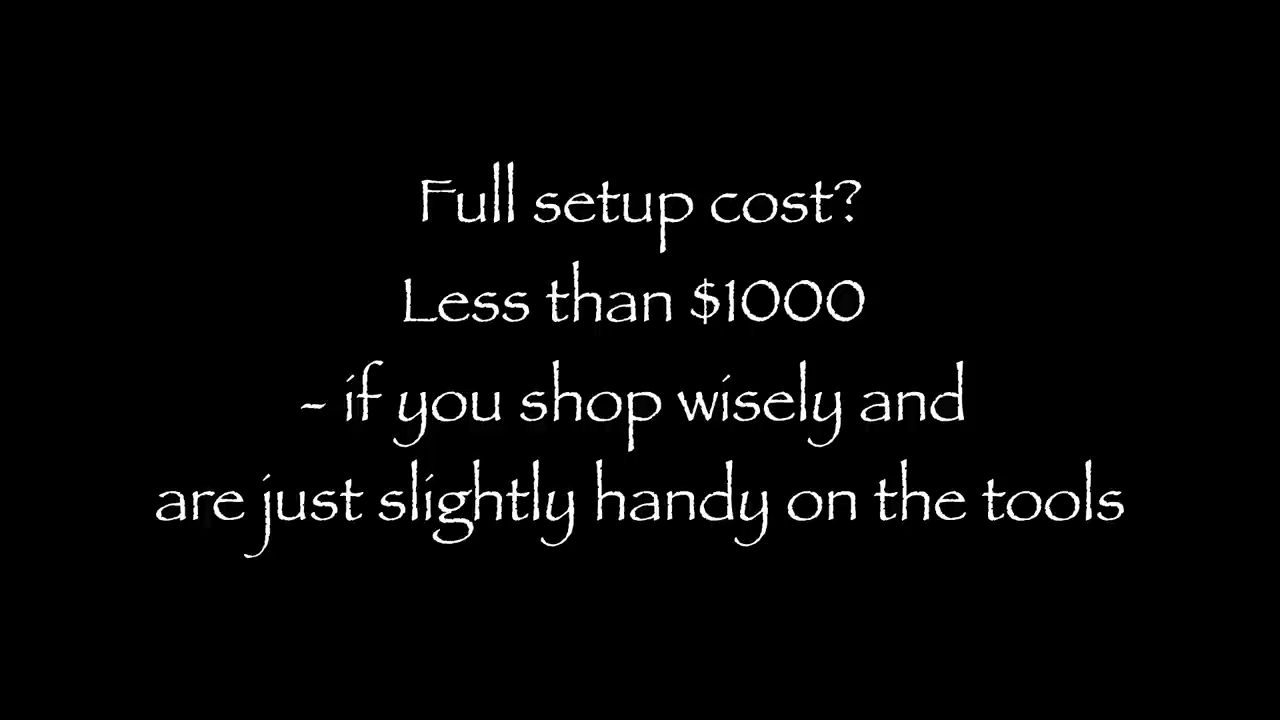 Full setup cost?
Less than $1000
- if you shop wisely and
are just slightly handy on the tools